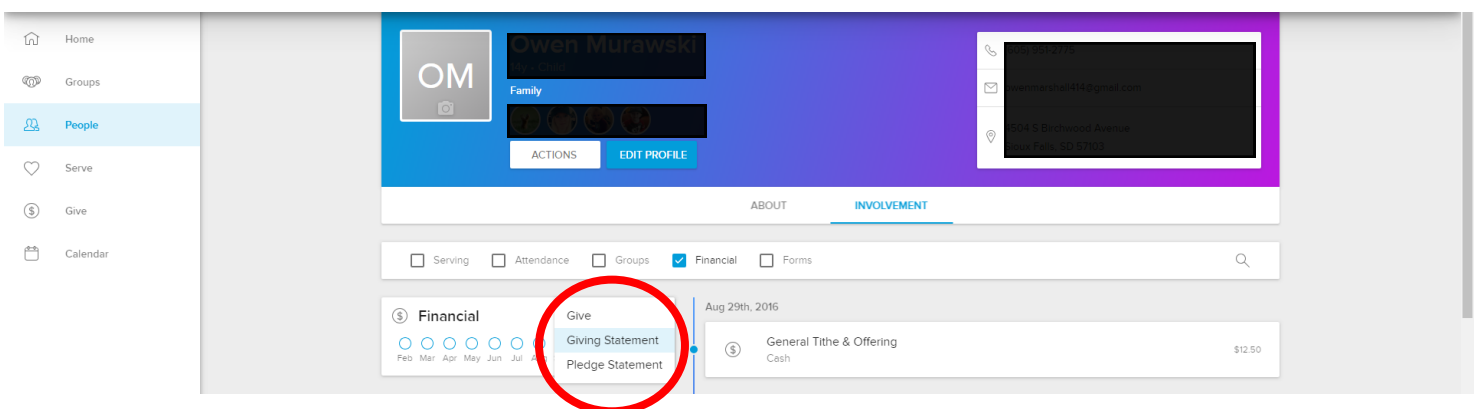 Home
Groups
People
Serve
Give
Calendar
OM
Family
ACTIONS
EDIT PROFILE
ABOUT
INVOLVEMENT
Serving
Attendance
Groups
Financial
Forms
Financial
Feb Mar Apr May Jun Jul
Give
Giving Statement
Pledge Statement
Aug 29th, 2016
General Tithe & Offering
Cash
$12.50